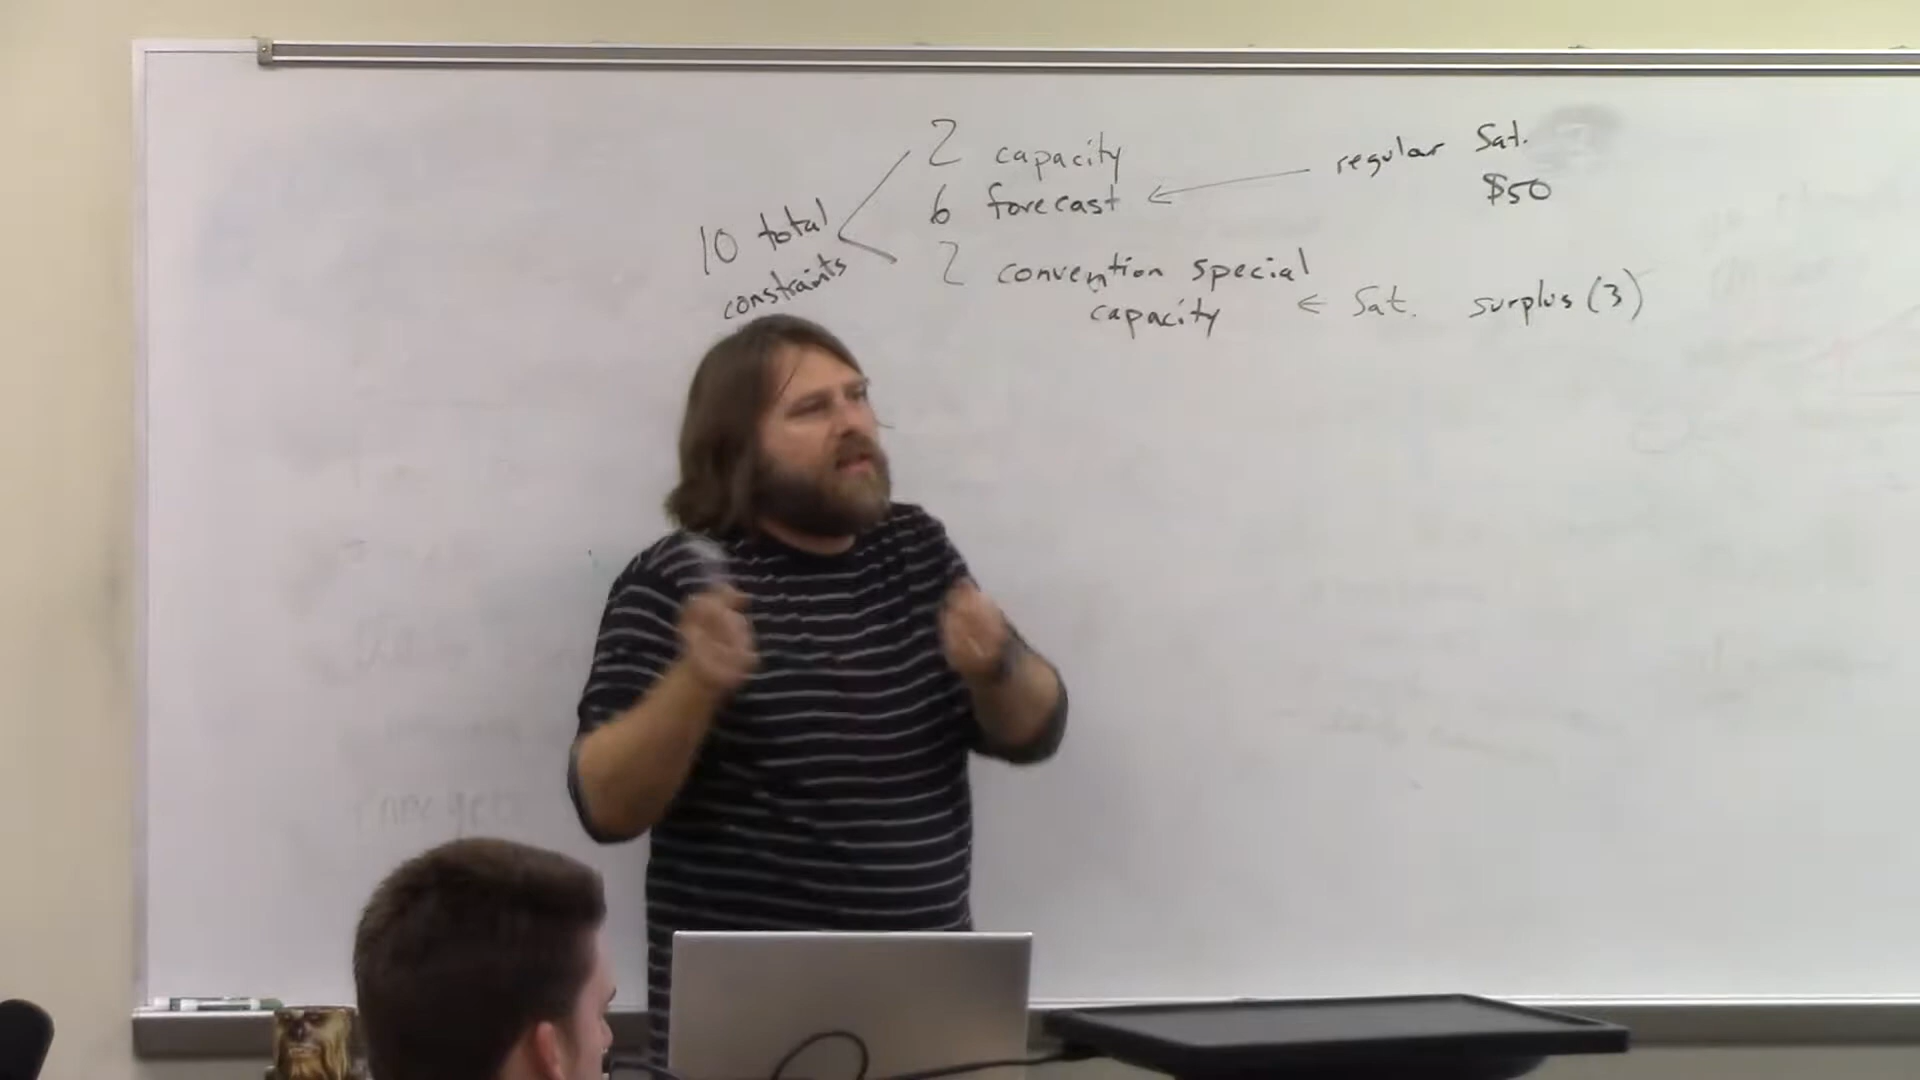 10 total
constraints
2 capacity
6 forecast
2 convention special
capacity
regular Sat.
$50
← Sat. surplus (3)